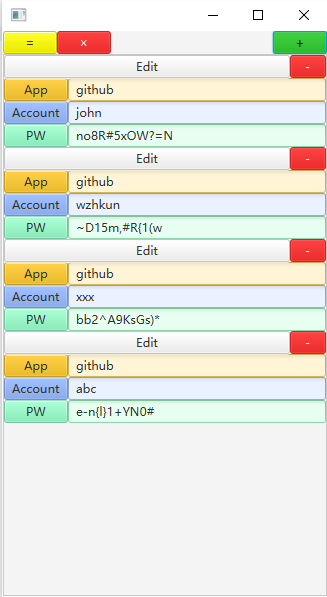 = × +
Edit -
App github
Account john
PW no8R#5xOW?=N
Edit -
App github
Account wzhkun
PW ~D15m,#R{1(w
Edit -
App github
Account xxx
PW bb2^A9KsGs)*
Edit -
App github
Account abc
PW e-n{l}1+YN0#